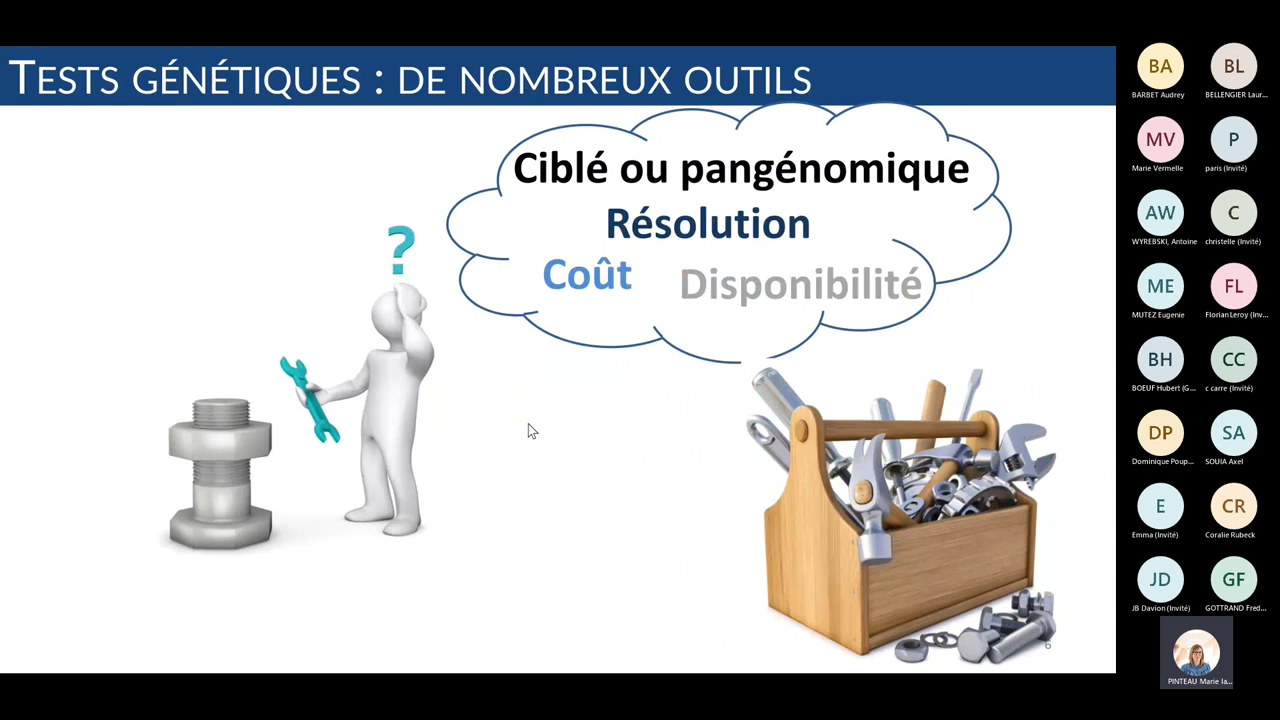 TESTS GÉNÉTIQUES : DE NOMBREUX OUTILS
Ciblé ou pangénomique
Résolution
Coût
Disponibilité
?
6
BA
BARBET Audrey
BL
BELLENGIER Laur...
MV
Marie Vermelle
P
paris (Invité)
AW
WYREBSKI, Antoine
C
christelle (Invité)
ME
MUTEZ Eugenie
FL
Florian Leroy (Inv...
BH
BOEUF Hubert (G...
CC
c carre (Invité)
DP
Dominique Poup...
SA
SOUIA Axel
E
Emma (Invité)
CR
Coralie Rubeck
JD
JB Davion (Invité)
GF
GOTTRAND Fred...
PINTEAU Marie la...